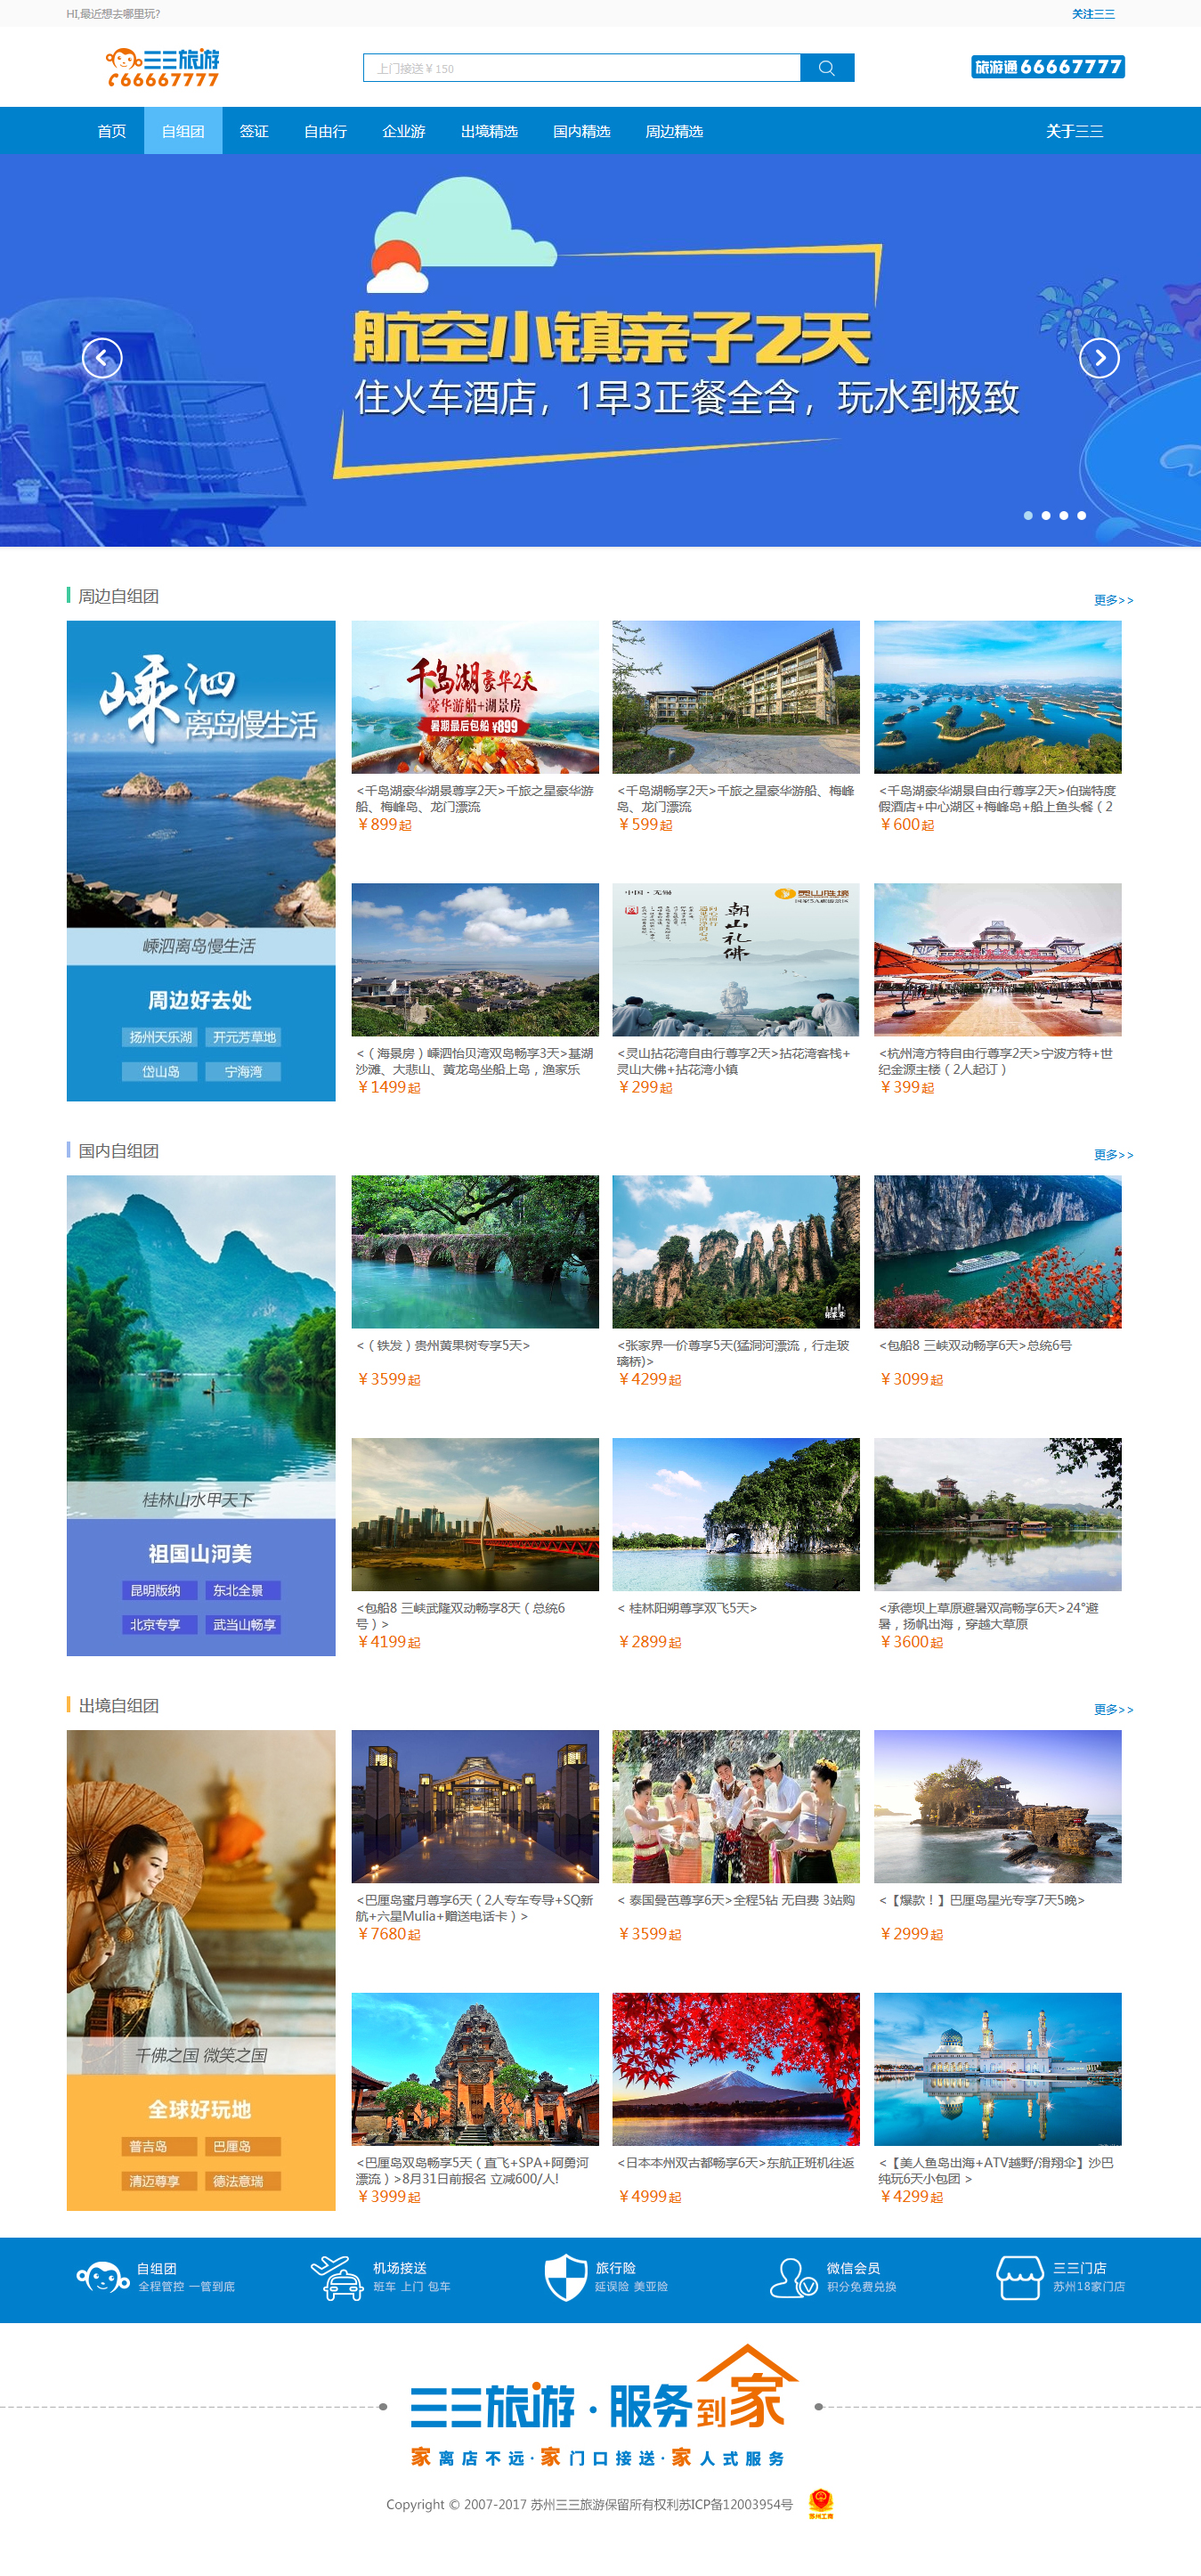 HI,最近想去哪里玩?
关注三三
三三旅游
66667777
上门接送￥150
旅游通66667777
首页 自组团 签证 自由行 企业游 出境精选 国内精选 周边精选 关于三三
航空小镇亲子2天
住火车酒店，1早3正餐全含，玩水到极致
周边自组团
更多>>
嵊泗
离岛慢生活
嵊泗离岛慢生活
周边好去处
扬州天乐湖 开元芳草地
岱山岛 宁海湾
千岛湖豪华2天
豪华游船+湖景房
暑期最后包船 ¥899
<千岛湖豪华湖景尊享2天>千旅之星豪华游
船、梅峰岛、龙门漂流
￥899起
<千岛湖畅享2天>千旅之星豪华游船、梅峰
岛、龙门漂流
￥599起
<千岛湖豪华湖景自由行尊享2天>伯瑞特度
假酒店+中心湖区+梅峰岛+船上鱼头餐（2
￥600起
中国·无锡
灵山胜境
国家5A旅游景区
朝山礼佛
<（海景房）嵊泗怡贝湾双岛畅享3天>基湖
沙滩、大悲山、黄龙岛坐船上岛，渔家乐
￥1499起
<灵山拈花湾自由行尊享2天>拈花湾客栈+
灵山大佛+拈花湾小镇
￥299起
<杭州湾方特自由行尊享2天>宁波方特+世
纪金源主楼（2人起订）
￥399起
国内自组团
更多>>
桂林山水甲天下
祖国山河美
昆明版纳 东北全景
北京专享 武当山畅享
<（铁发）贵州黄果树专享5天>
￥3599起
张家界
<张家界一价尊享5天(猛洞河漂流，行走玻
璃桥)>
￥4299起
<包船8 三峡双动畅享6天>总统6号
￥3099起
<包船8 三峡武隆双动畅享8天（总统6
号）>
￥4199起
< 桂林阳朔尊享双飞5天>
￥2899起
<承德坝上草原避暑双高畅享6天>24°避
暑，扬帆出海，穿越大草原
￥3600起
出境自组团
更多>>
千佛之国 微笑之国
全球好玩地
普吉岛 巴厘岛
清迈尊享 德法意瑞
<巴厘岛蜜月尊享6天（2人专车专导+SQ新
航+六星Mulia+赠送电话卡）>
￥7680起
< 泰国曼芭尊享6天>全程5钻 无自费 3站购
￥3599起
<【爆款！】巴厘岛星光专享7天5晚>
￥2999起
<巴厘岛双岛畅享5天（直飞+SPA+阿勇河
漂流）>8月31日前报名 立减600/人!
￥3999起
<日本本州双古都畅享6天>东航正班机往返
￥4999起
<【美人鱼岛出海+ATV越野/滑翔伞】沙巴
纯玩6天小包团 >
￥4299起
自组团
全程管控 一管到底
机场接送
班车 上门 包车
旅行险
延误险 美亚险
微信会员
积分免费兑换
三三门店
苏州18家门店
三三旅游·服务到家
家离店不远·家门口接送·家人式服务
Copyright © 2007-2017 苏州三三旅游保留所有权利苏ICP备12003954号
苏州工商